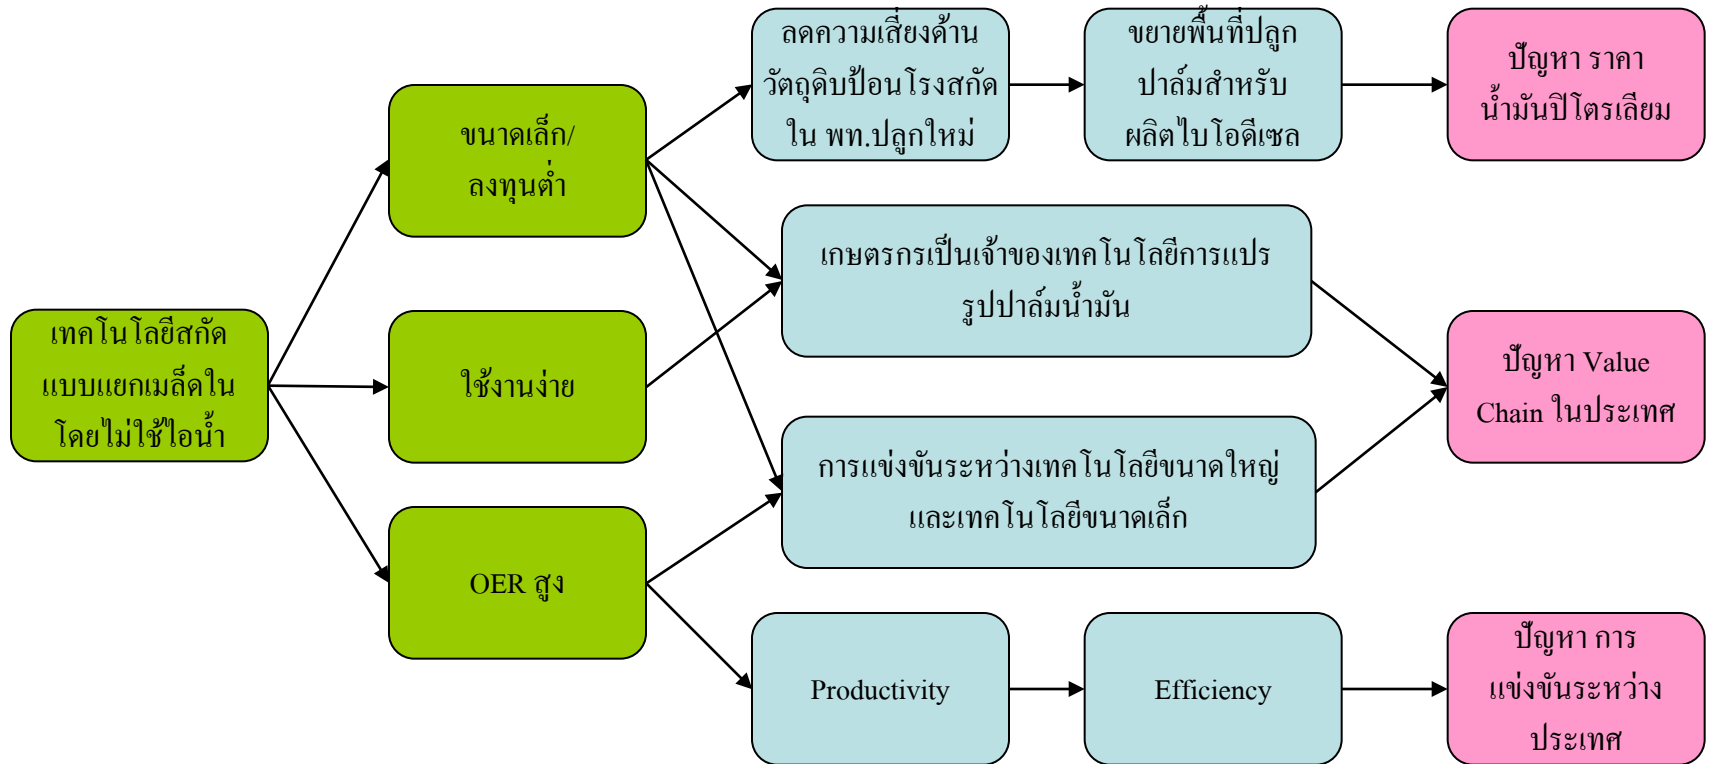 เทคโนโลยีสกัด
แบบแยกเมล็ดใน
โดยไม่ใช้ไอน้ำ
ขนาดเล็ก/
ลงทุนต่ำ
ใช้งานง่าย
OER สูง
ลดความเสี่ยงด้าน
วัตถุดิบป้อนโรงสกัด
ใน พท.ปลูกใหม่
ขยายพื้นที่ปลูก
ปาล์มสำหรับ
ผลิตไบโอดีเซล
ปัญหา ราคา
น้ำมันปิโตรเลียม
เกษตรกรเป็นเจ้าของเทคโนโลยีการแปร
รูปปาล์มน้ำมัน
การแข่งขันระหว่างเทคโนโลยีขนาดใหญ่
และเทคโนโลยีขนาดเล็ก
ปัญหา Value
Chain ในประเทศ
Productivity
Efficiency
ปัญหา การ
แข่งขันระหว่าง
ประเทศ